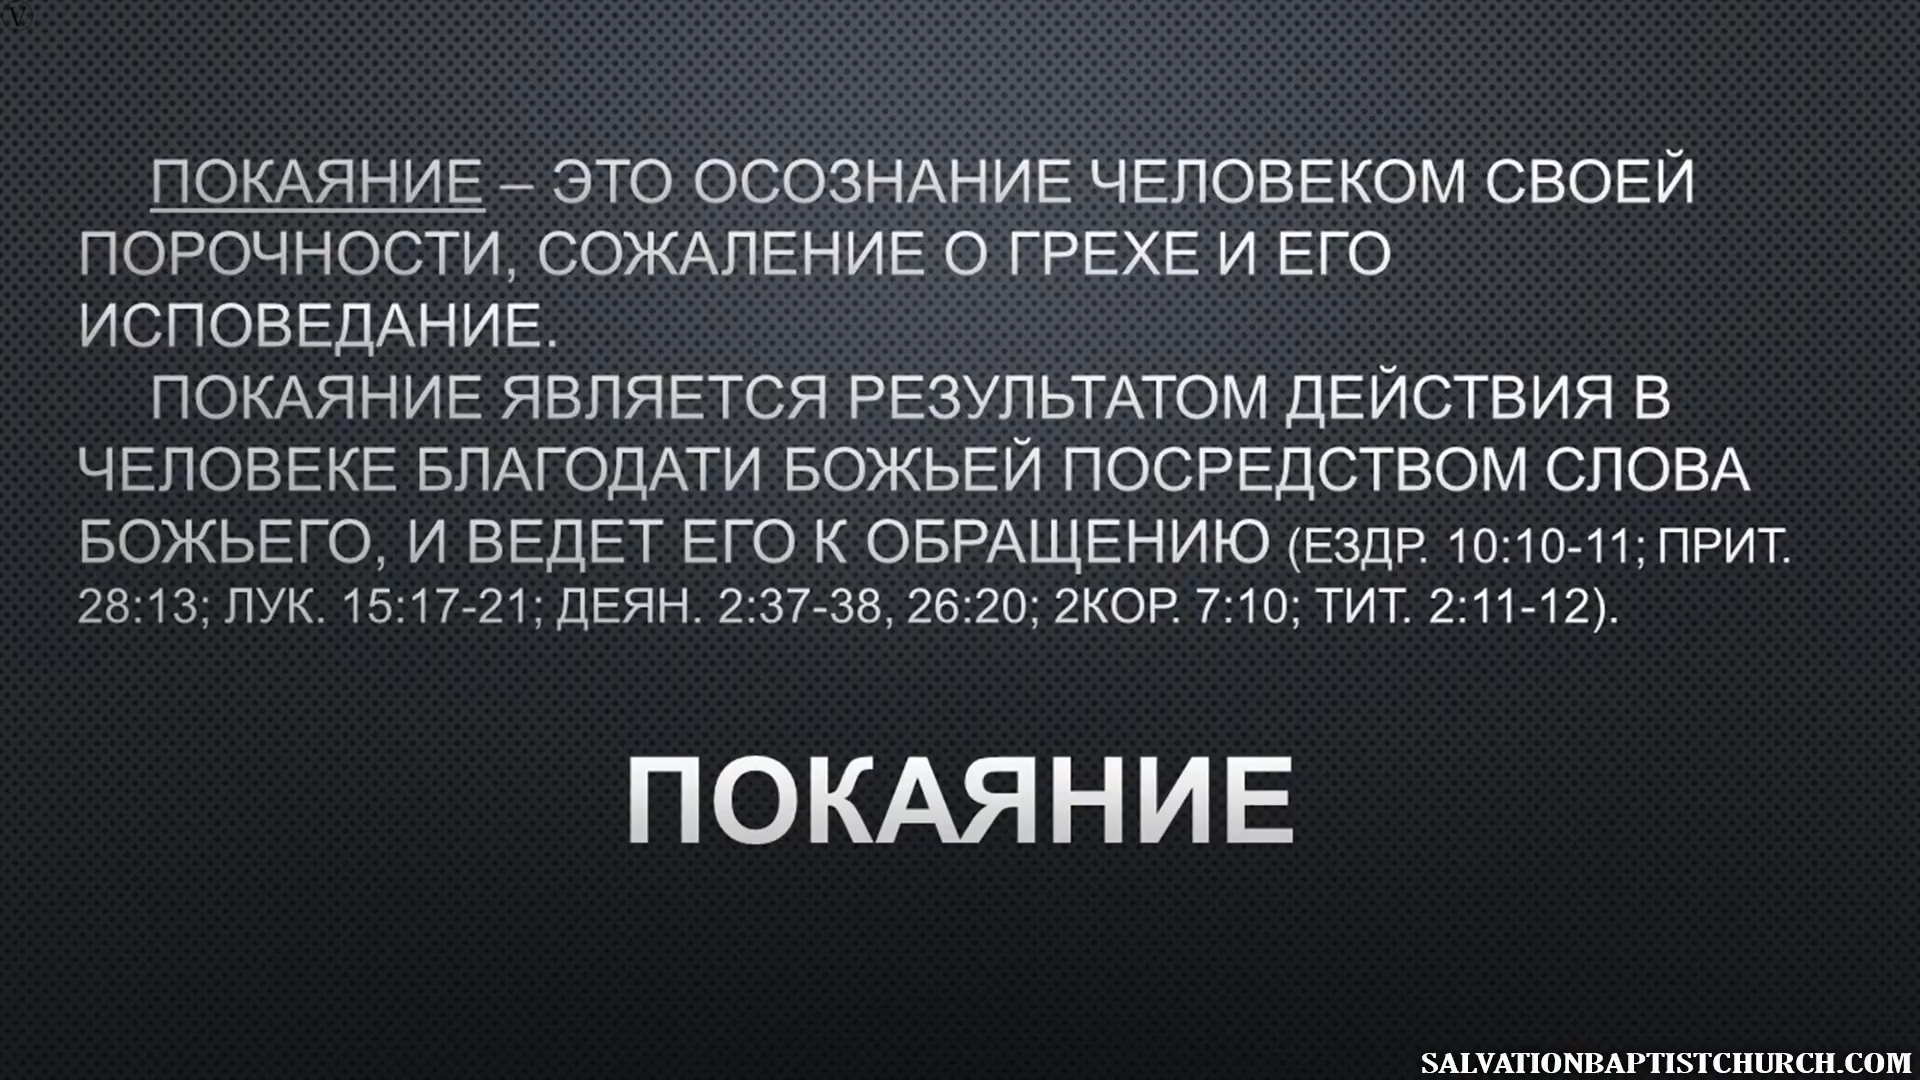 ПОКАЯНИЕ – ЭТО ОСОЗНАНИЕ ЧЕЛОВЕКОМ СВОЕЙ
ПОРОЧНОСТИ, СОЖАЛЕНИЕ О ГРЕХЕ И ЕГО
ИСПОВЕДАНИЕ.
ПОКАЯНИЕ ЯВЛЯЕТСЯ РЕЗУЛЬТАТОМ ДЕЙСТВИЯ В
ЧЕЛОВЕКЕ БЛАГОДАТИ БОЖЬЕЙ ПОСРЕДСТВОМ СЛОВА
БОЖЬЕГО, И ВЕДЕТ ЕГО К ОБРАЩЕНИЮ (ЕЗДР. 10:10-11; ПРИТ.
28:13; ЛУК. 15:17-21; ДЕЯН. 2:37-38, 26:20; 2КОР. 7:10; ТИТ. 2:11-12).
ПОКАЯНИЕ
SALVATIONBAPTISTCHURCH.COM